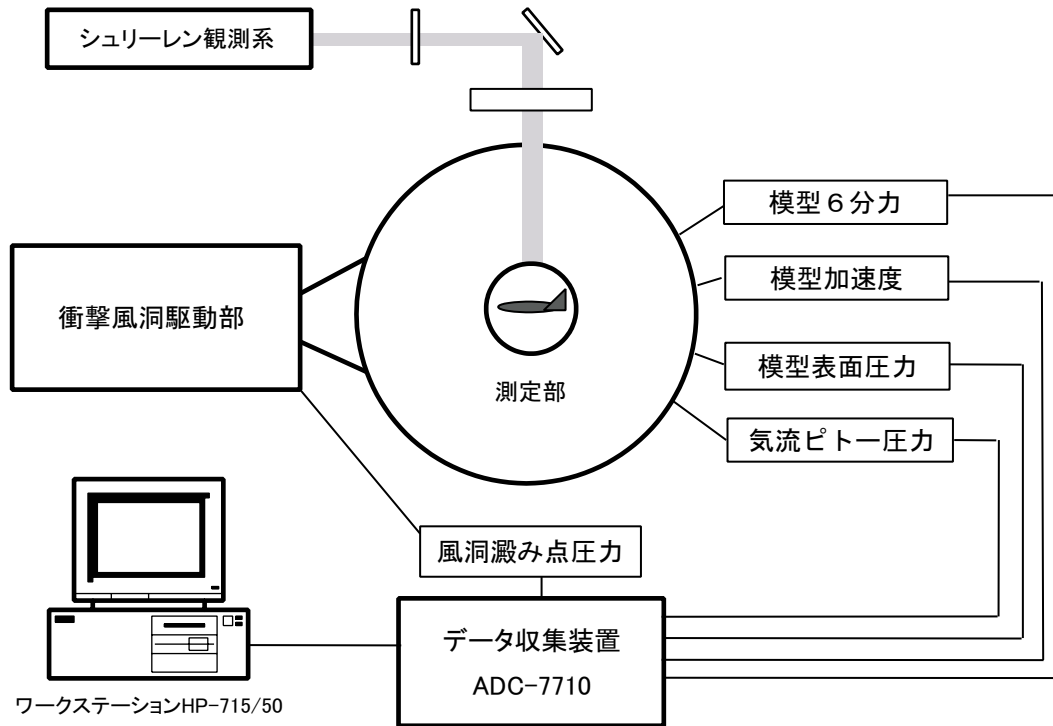 シュリーレン観測系
模型６分力
模型加速度
衝撃風洞駆動部
模型表面圧力
測定部
気流ピトー圧力
風洞澱み点圧力
データ収集装置
ADC-7710
ワークステーションHP-715/50